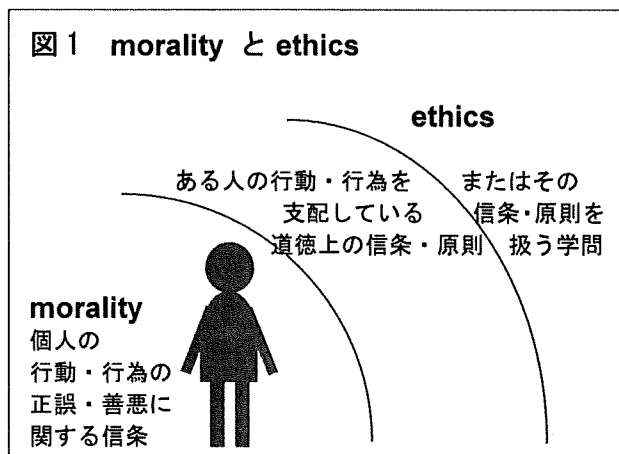 図1 morality と ethics
ethics
ある人の行動・行為を
支配している
道徳上の信条・原則
またはその
信条・原則を
扱う学問
morality
個人の
行動・行為の
正誤・善悪に
関する信条